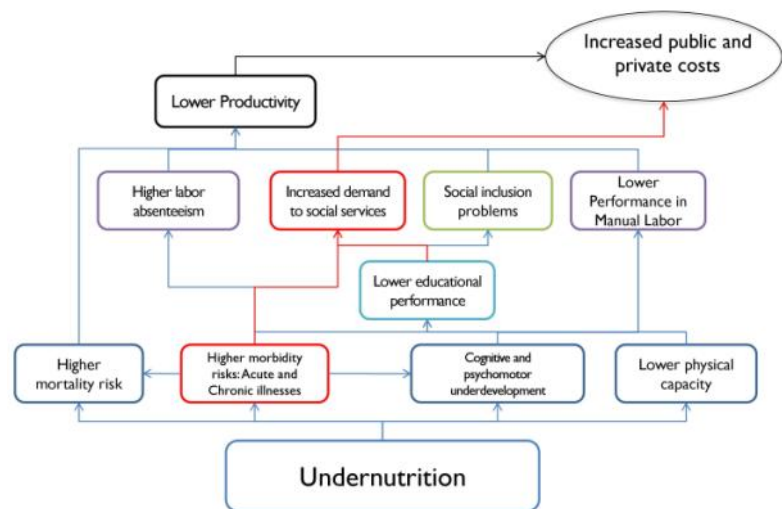 Increased public and
private costs
Lower Productivity
Higher labor
absenteeism
Increased demand
to social services
Social inclusion
problems
Lower
Performance in
Manual Labor
Lower educational
performance
Higher
mortality risk
Higher morbidity
risks: Acute and
Chronic illnesses
Cognitive and
psychomotor
underdevelopment
Lower physical
capacity
Undernutrition